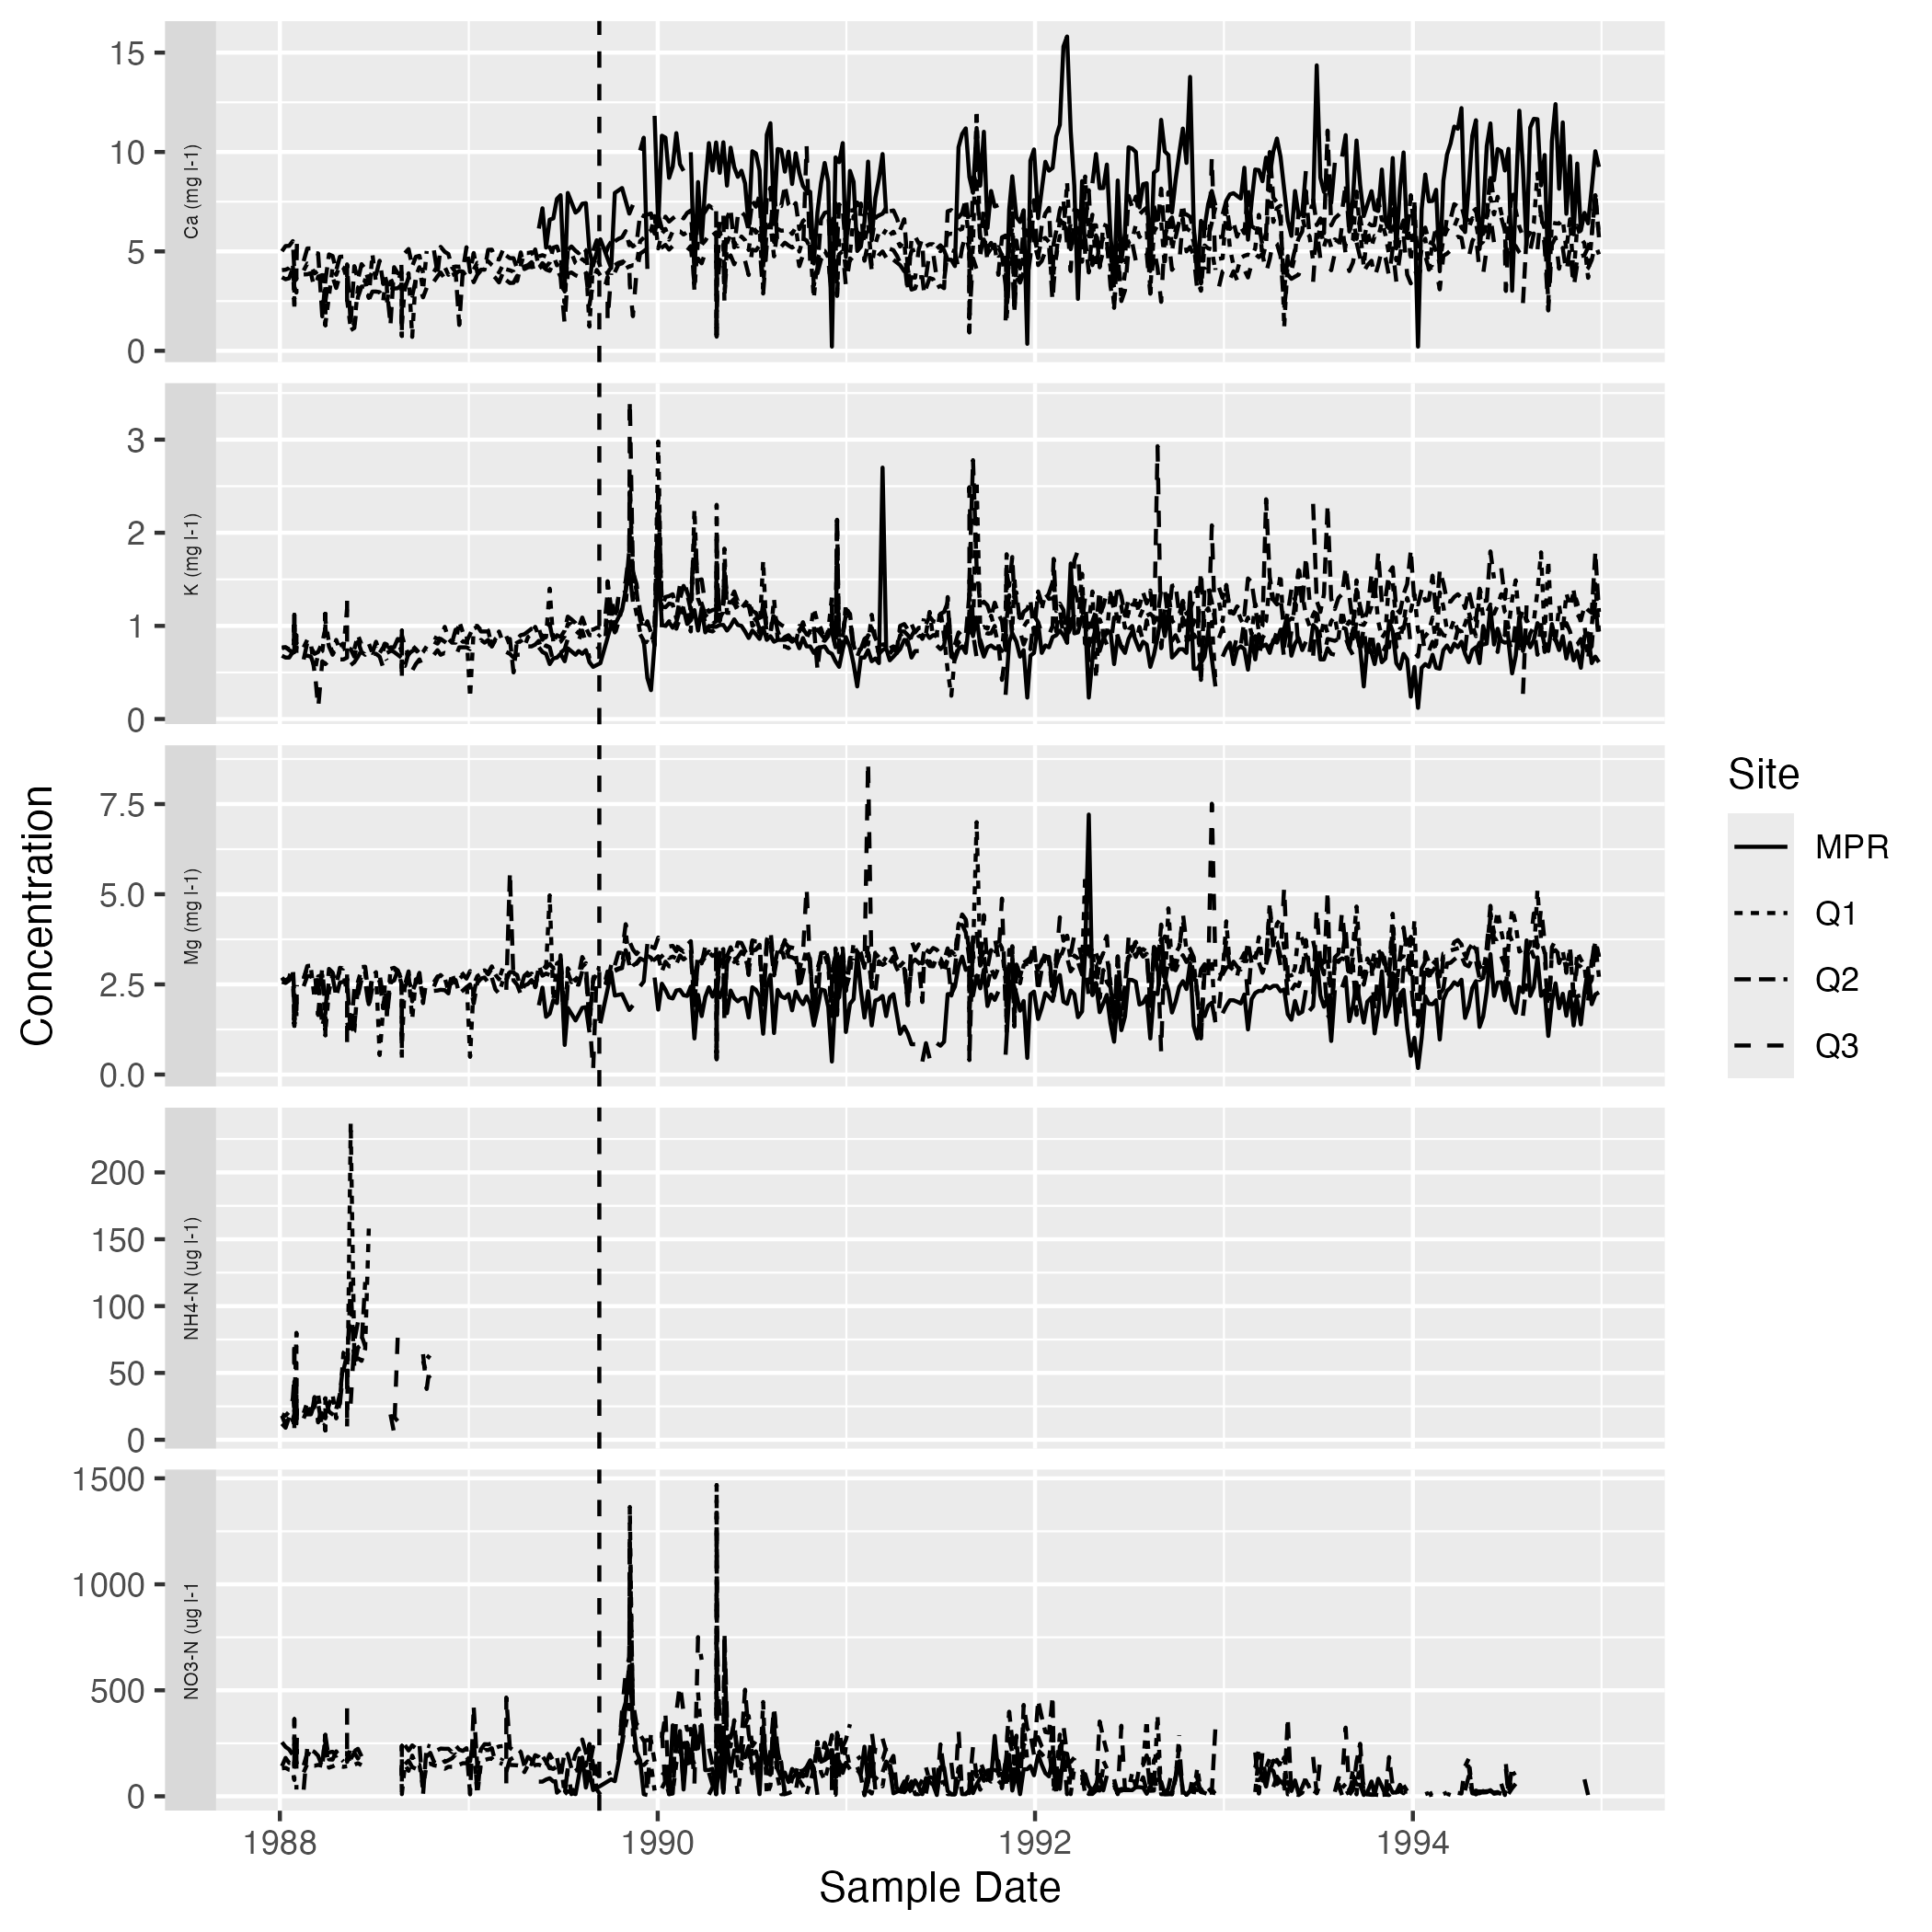 Concentration
Ca (mg l-1)
15
10
5
0
K (mg l-1)
3
2
1
0
Mg (mg l-1)
7.5
5.0
2.5
0.0
NH4-N (ug l-1)
200
150
100
50
0
NO3-N (ug l-1
1500
1000
500
0
1988
1990
1992
1994
Sample Date
Site
MPR
Q1
Q2
Q3